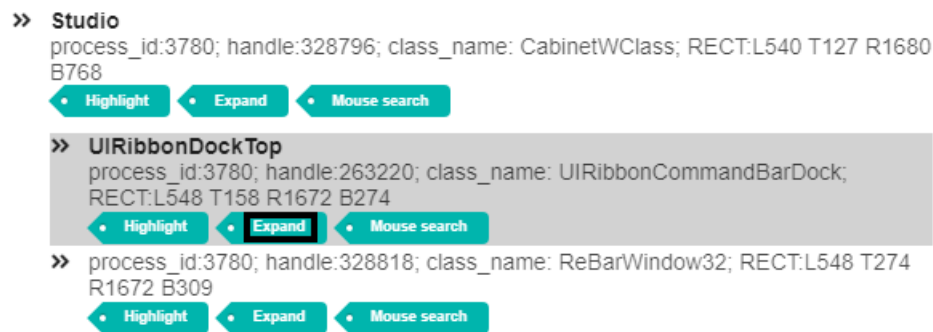 Studio
process_id:3780; handle:328796; class_name: CabinetWClass; RECT:L540 T127 R1680
B768
Highlight Expand Mouse search
UIRibbonDockTop
process_id:3780; handle:263220; class_name: UIRibbonCommandBarDock;
RECT:L548 T158 R1672 B274
Highlight Expand Mouse search
process_id:3780; handle:328818; class_name: ReBarWindow32; RECT:L548 T274
R1672 B309
Highlight Expand Mouse search